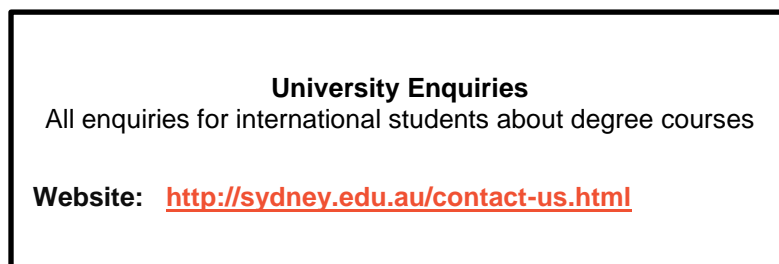 University Enquiries
All enquiries for international students about degree courses
Website: http://sydney.edu.au/contact-us.html